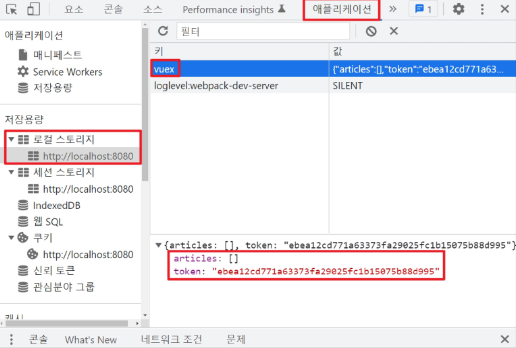 요소 콘솔 소스 Performance insights 애플리케이션 » 1
애플리케이션
매니페스트
Service Workers
저장용량
저장용량
로컬 스토리지
http://localhost:8080
세션 스토리지
http://localhost:8080
IndexedDB
웹 SQL
쿠키
http://localhost:8080
신뢰 토큰
관심분야 그룹
캐시
필터
키 값
vuex {"articles":[],"token":"ebea12cd771a63...
loglevel:webpack-dev-server SILENT
{articles: [], token: "ebea12cd771a63373fa29025fc1b15075b88d995"}
articles: []
token: "ebea12cd771a63373fa29025fc1b15075b88d995"
콘솔 What's New 네트워크 조건 문제